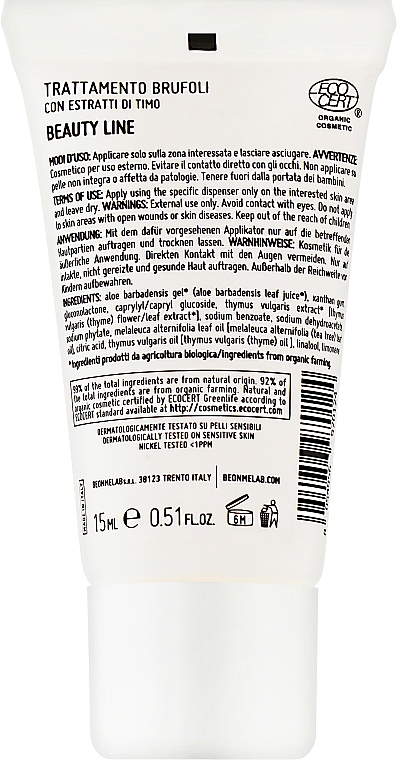 TRATTAMENTO BRUFOLI
CON ESTRATTI DI TIMO
BEAUTY LINE
ECO
CERT
®
ORGANIC
COSMETIC
MODI D'USO: Applicare solo sulla zona interessata e lasciare asciugare. AVVERTENZE:
Cosmetico per uso esterno. Evitare il contatto diretto con gli occhi. Non applicare su
pelle non integra o affetta da patologie. Tenere fuori dalla portata dei bambini.
TERMS OF USE: Apply using the specific dispenser only on the interested skin area
and leave dry. WARNINGS: External use only. Avoid contact with eyes. Do not apply
to skin areas with open wounds or skin diseases. Keep out of the reach of children
ANWENDUNG: Mit dem dafür vorgesehenen Applikator nur auf die betreffende
Hautpartien auftragen und trocknen lassen. WARNHINWEISE: Kosmetik für de
äußerliche Anwendung. Direkten Kontakt mit den Augen vermeiden. Nur auf
intakte, nicht gereizte und gesunde Haut auftragen. Außerhalb der Reichweite vor
Kindern aufbewahren.
INGREDIENTS: aloe barbadensis gel* (aloe barbadensis leaf juice*), xanthan gum,
gluconolactone, caprylyl/capryl glucoside, thymus vulgaris extract* [thymu
vulgaris (thyme) flower/leaf extract*], sodium benzoate, sodium dehydroacetate
sodium phytate, melaleuca alternifolia leaf oil [melaleuca alternifolia (tea tree) leaf
oil], citric acid, thymus vulgaris oil [thymus vulgaris (thyme) oil ], linalool, limonene
*Ingredienti prodotti da agricoltura biologica/ingredients from organic farming.
99% of the total ingredients are from natural origin. 92% of
the total ingredients are from organic farming. Natural and
organic cosmetic certified by ECOCERT Greenlife according to
ECOCERT standard available at http://cosmetics.ecocert.com
DERMATOLOGICAMENTE TESTATO SU PELLI SENSIBILI
DERMATOLOGICALLY TESTED ON SENSITIVE SKIN
NICKEL TESTED <1PPM
MADE IN ITALY
BEONMELAB S.R.L. 38123 TRENTO ITALY
BEONMELAB.COM
15ML e 0.51FL.OZ.
6M